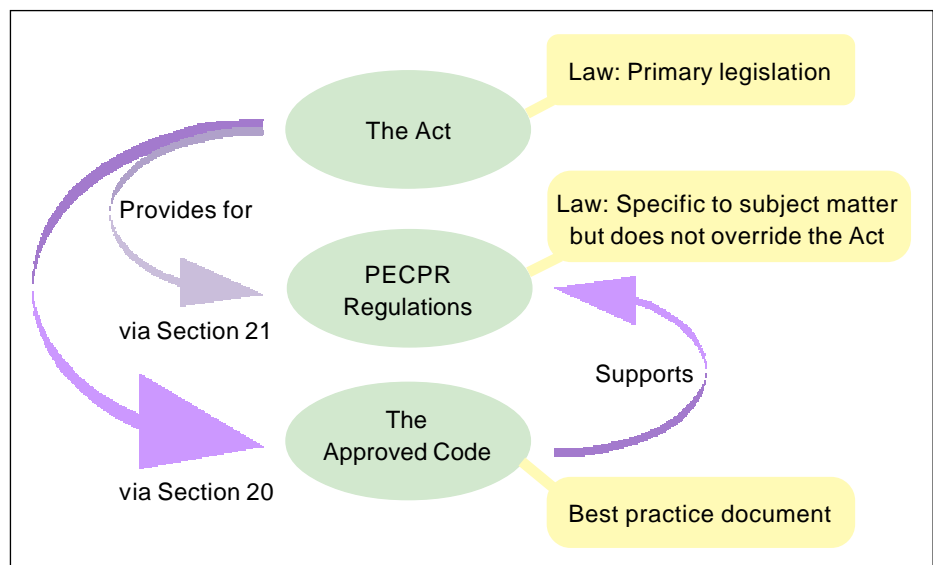 Law: Primary legislation
The Act
Provides for
Law: Specific to subject matter
but does not override the Act
PECPR
Regulations
via Section 21
Supports
The
Approved Code
via Section 20
Best practice document